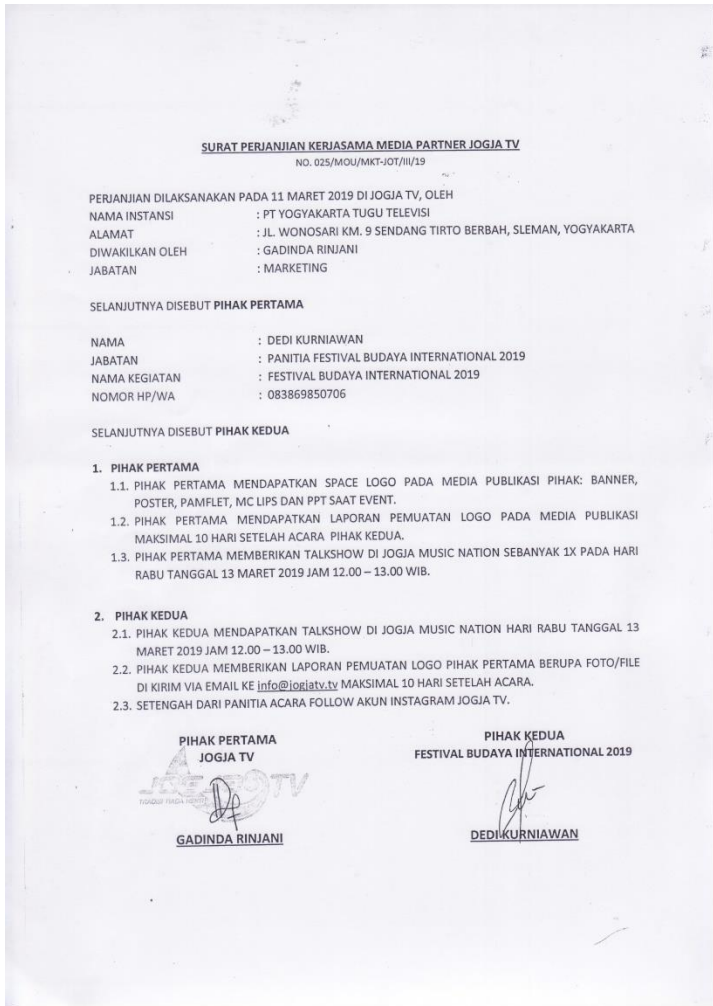 SURAT PERJANJIAN KERJASAMA MEDIA PARTNER JOGJA TV
NO. 025/MOU/MKT-JOT/III/19
PERJANJIAN DILAKSANAKAN PADA 11 MARET 2019 DI JOGJA TV, OLEH
NAMA INSTANSI : PT YOGYAKARTA TUGU TELEVISI
ALAMAT : JL. WONOSARI KM. 9 SENDANG TIRTO BERBAH, SLEMAN, YOGYAKARTA
DIWAKILKAN OLEH : GADINDA RINJANI
JABATAN : MARKETING
SELANJUTNYA DISEBUT PIHAK PERTAMA
NAMA : DEDI KURNIAWAN
JABATAN : PANITIA FESTIVAL BUDAYA INTERNATIONAL 2019
NAMA KEGIATAN : FESTIVAL BUDAYA INTERNATIONAL 2019
NOMOR HP/WA : 083869850706
SELANJUTNYA DISEBUT PIHAK KEDUA
1. PIHAK PERTAMA
1.1. PIHAK PERTAMA MENDAPATKAN SPACE LOGO PADA MEDIA PUBLIKASI PIHAK: BANNER,
POSTER, PAMFLET, MC LIPS DAN PPT SAAT EVENT.
1.2. PIHAK PERTAMA MENDAPATKAN LAPORAN PEMUATAN LOGO PADA MEDIA PUBLIKASI
MAKSIMAL 10 HARI SETELAH ACARA PIHAK KEDUA.
1.3. PIHAK PERTAMA MEMBERIKAN TALKSHOW DI JOGJA MUSIC NATION SEBANYAK 1X PADA HARI
RABU TANGGAL 13 MARET 2019 JAM 12.00 – 13.00 WIB.
2. PIHAK KEDUA
2.1. PIHAK KEDUA MENDAPATKAN TALKSHOW DI JOGJA MUSIC NATION HARI RABU TANGGAL 13
MARET 2019 JAM 12.00 – 13.00 WIB.
2.2. PIHAK KEDUA MEMBERIKAN LAPORAN PEMUATAN LOGO PIHAK PERTAMA BERUPA FOTO/FILE
DI KIRIM VIA EMAIL KE info@jogjatv.tv MAKSIMAL 10 HARI SETELAH ACARA.
2.3. SETENGAH DARI PANITIA ACARA FOLLOW AKUN INSTAGRAM JOGJA TV.
PIHAK PERTAMA
JOGJA TV
JOGJA TV
GADINDA RINJANI
PIHAK KEDUA
FESTIVAL BUDAYA INTERNATIONAL 2019
DEDI KURNIAWAN